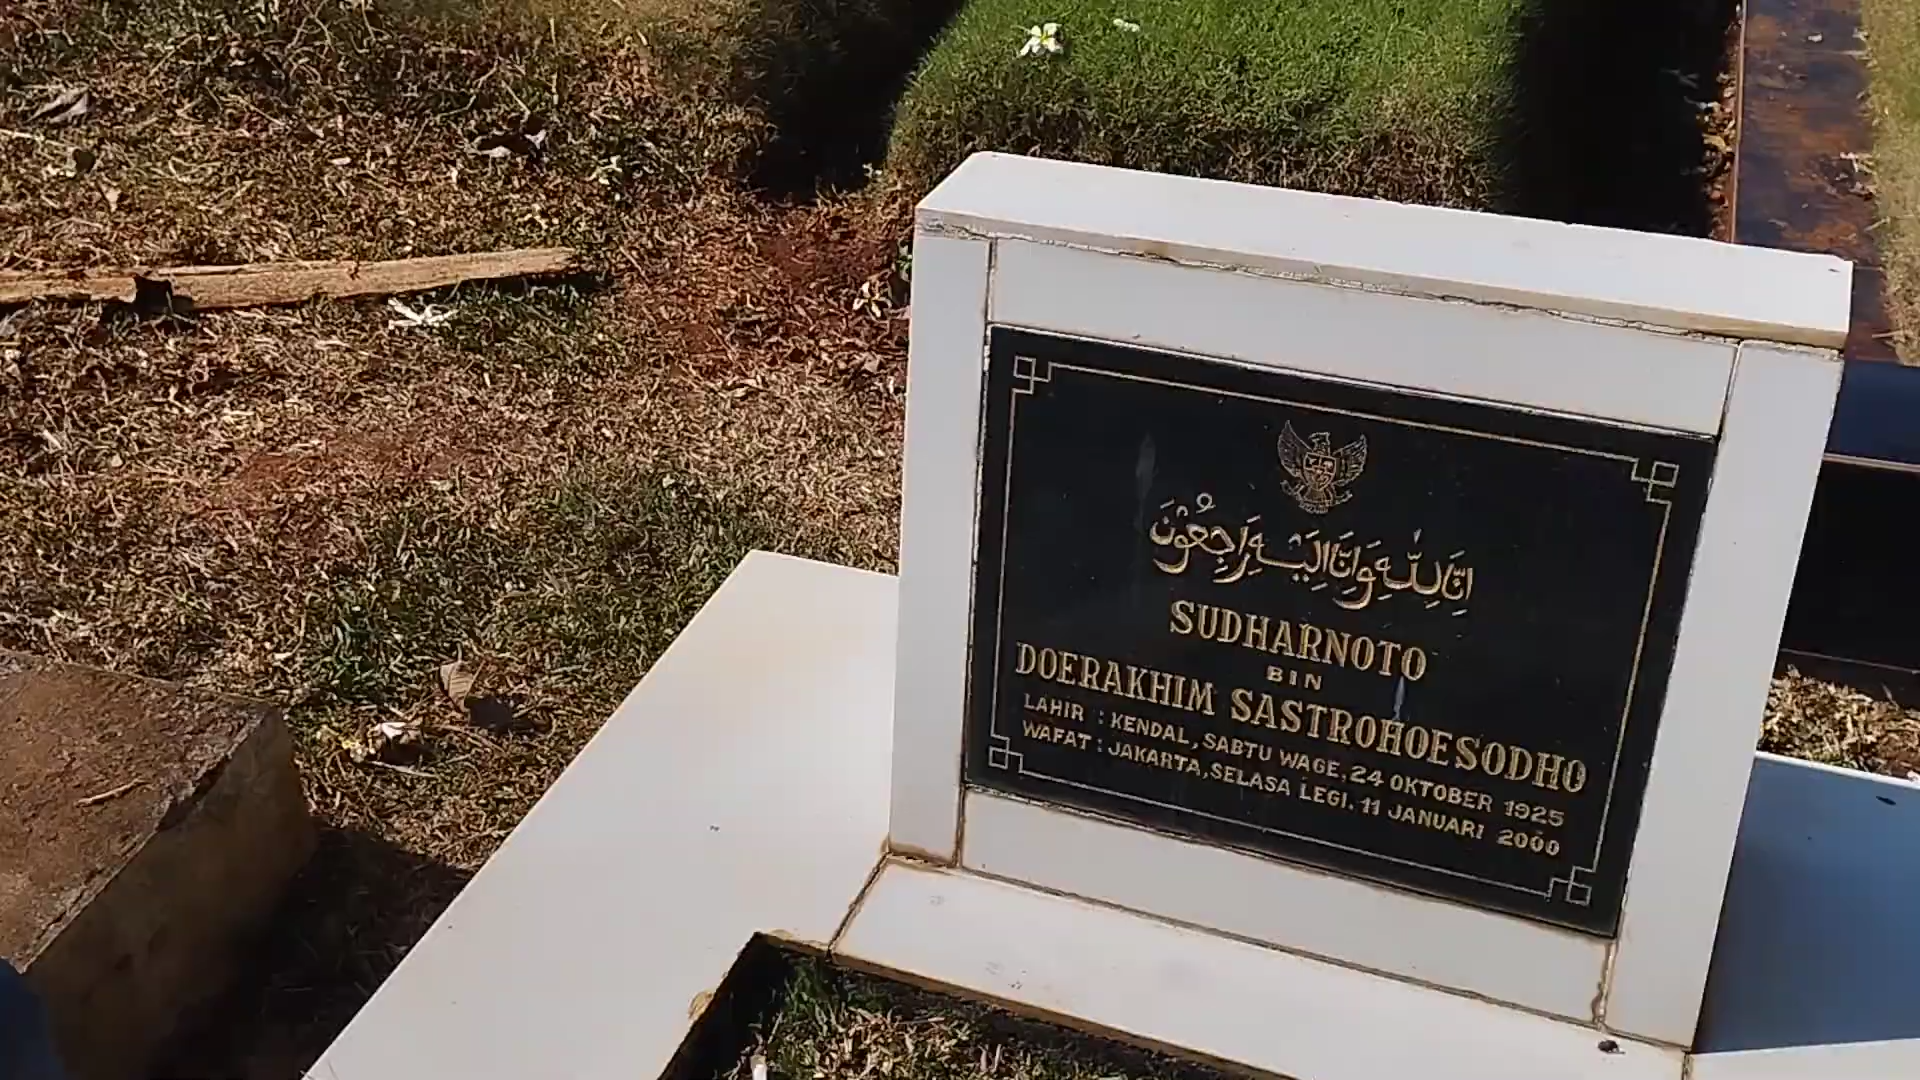 اِنَّا لِلّٰهِ وَاِنَّا اِلَيْهِ رَاجِعُوْنَ
SUDHARNOTO
BIN
DOERAKHIM SASTROHOESODHO
LAHIR : KENDAL, SABTU WAGE, 24 OKTOBER 1925
WAFAT : JAKARTA, SELASA LEGI. 11 JANUARI 2000